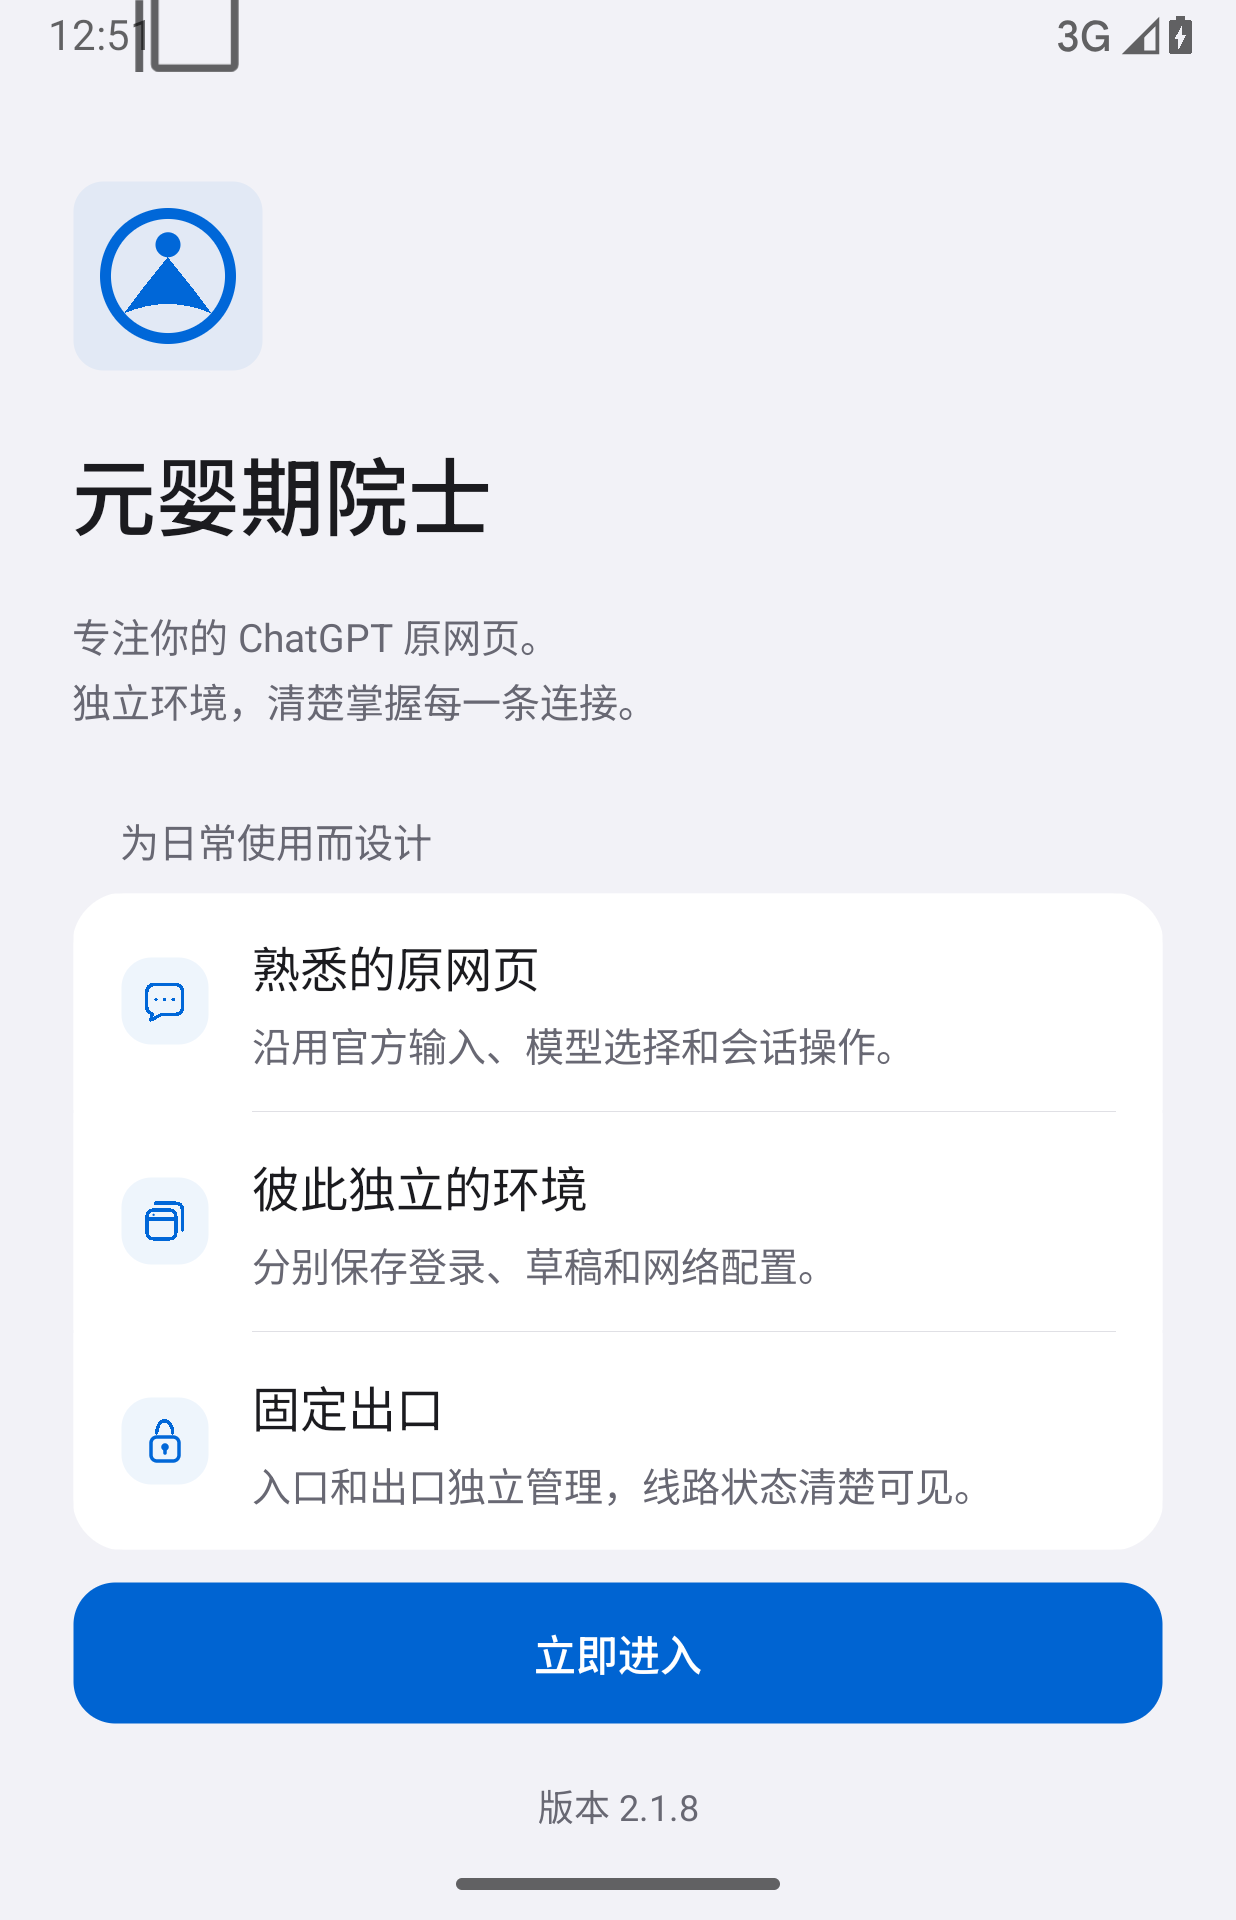 12:51
3G
元婴期院士
专注你的 ChatGPT 原网页。
独立环境，清楚掌握每一条连接。
为日常使用而设计
熟悉的原网页
沿用官方输入、模型选择和会话操作。
彼此独立的环境
分别保存登录、草稿和网络配置。
固定出口
入口和出口独立管理，线路状态清楚可见。
立即进入
版本 2.1.8